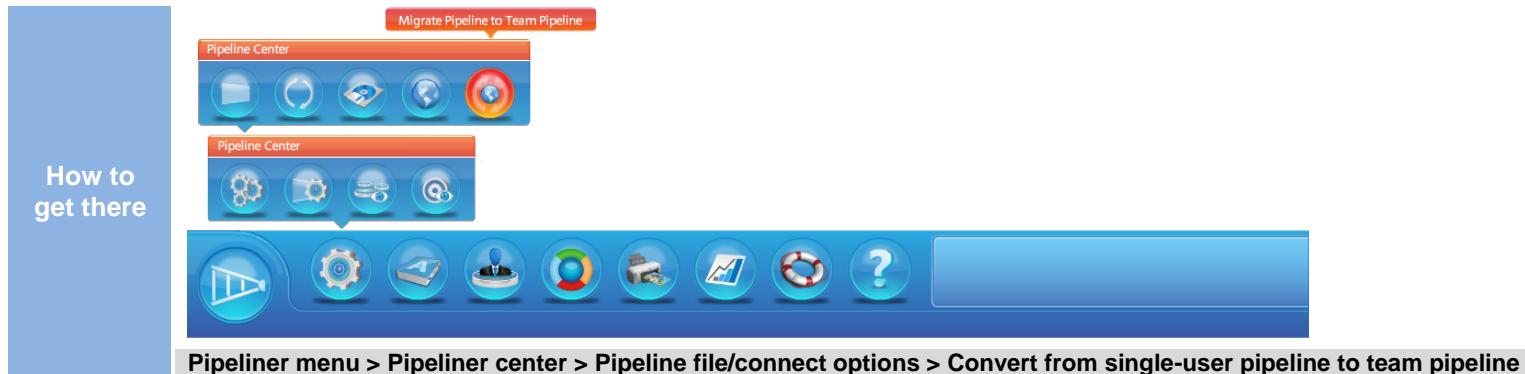 Migrate Pipeline to Team Pipeline
Pipeline Center
Pipeline Center
How to
get there
?
Pipeliner menu > Pipeliner center > Pipeline file/connect options > Convert from single-user pipeline to team pipeline